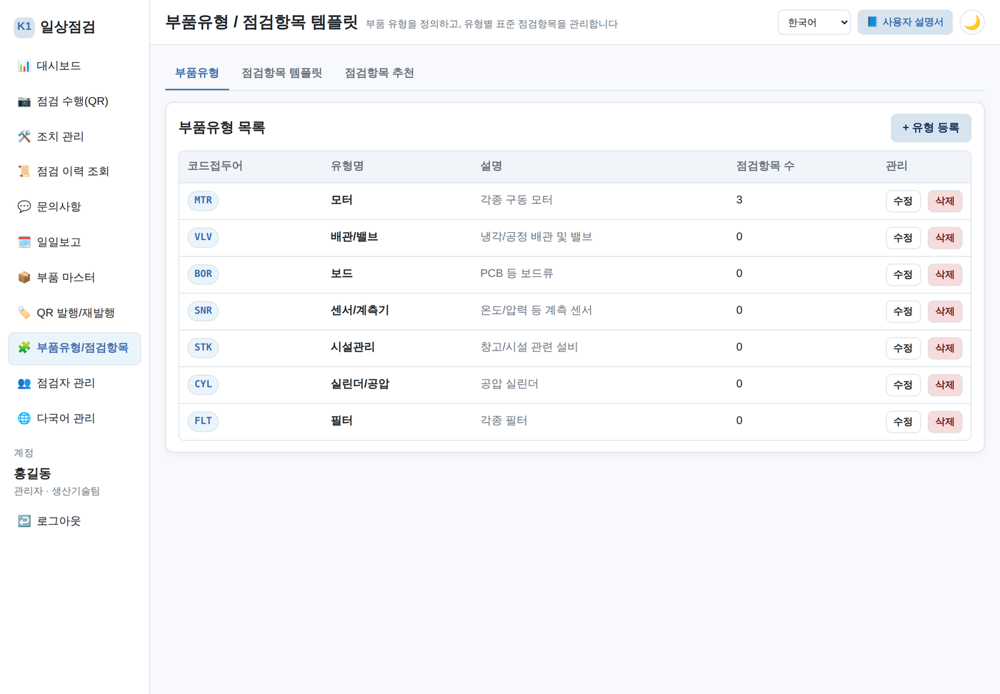 K1 일상점검
대시보드
점검 수행(QR)
조치 관리
점검 이력 조회
문의사항
일일보고
부품 마스터
QR 발행/재발행
부품유형/점검항목
점검자 관리
다국어 관리
계정
홍길동
관리자 · 생산기술팀
로그아웃
부품유형 / 점검항목 템플릿 부품 유형을 정의하고, 유형별 표준 점검항목을 관리합니다 한국어 사용자 설명서
부품유형 점검항목 템플릿 점검항목 추천
부품유형 목록 + 유형 등록
코드접두어 유형명 설명 점검항목 수 관리
MTR 모터 각종 구동 모터 3 수정 삭제
VLV 배관/밸브 냉각/공정 배관 및 밸브 0 수정 삭제
BOR 보드 PCB 등 보드류 0 수정 삭제
SNR 센서/계측기 온도/압력 등 계측 센서 0 수정 삭제
STK 시설관리 창고/시설 관련 설비 0 수정 삭제
CYL 실린더/공압 공압 실린더 0 수정 삭제
FLT 필터 각종 필터 0 수정 삭제